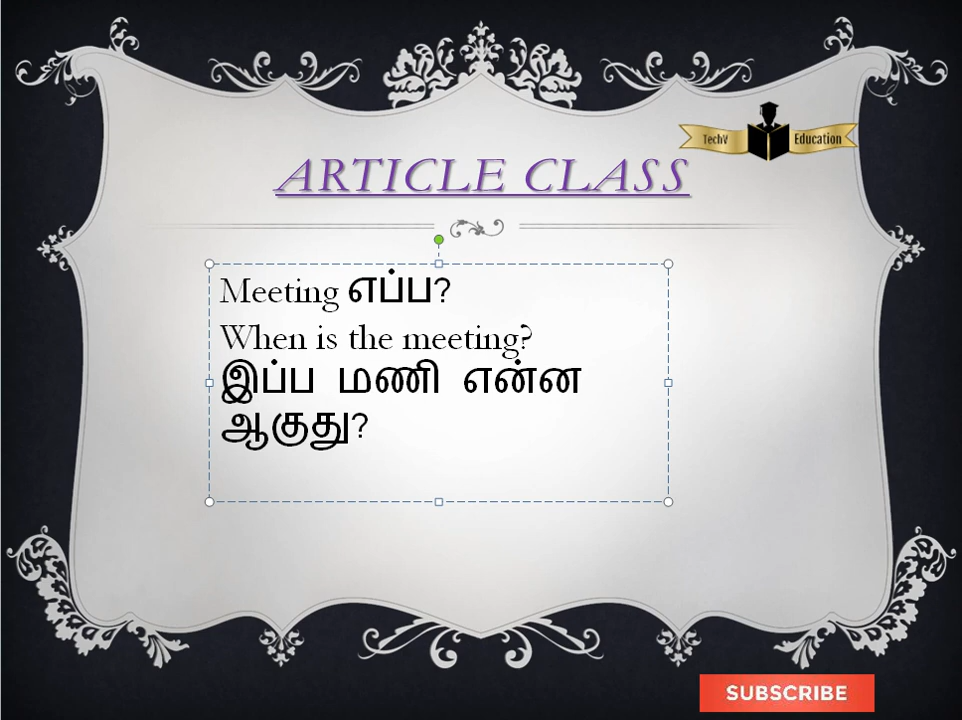 TechV Education
ARTICLE CLASS
Meeting எப்ப?
When is the meeting?
இப்ப மணி என்ன
ஆகுது?
SUBSCRIBE